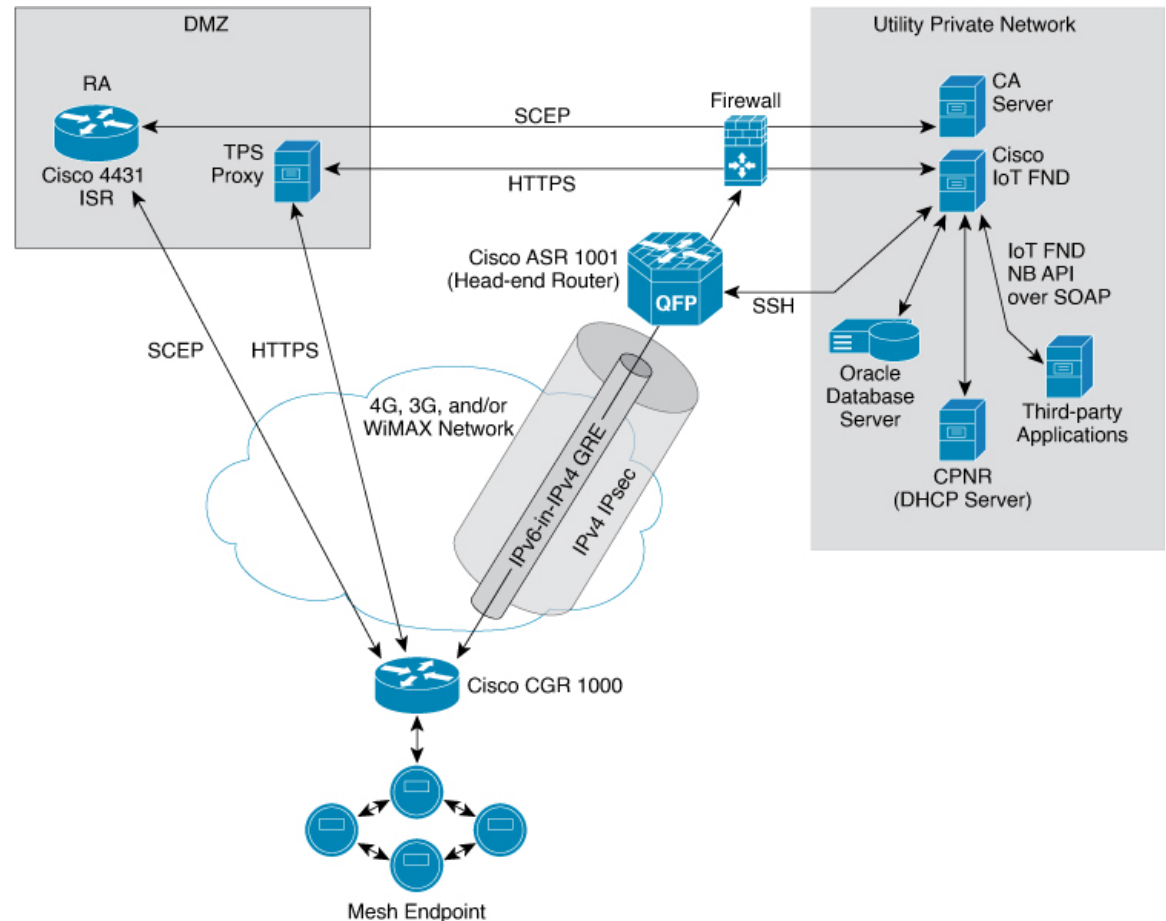 DMZ
Utility Private Network
RA
Cisco 4431
ISR
TPS
Proxy
SCEP
HTTPS
Firewall
CA
Server
Cisco
IoT FND
Cisco ASR 1001
(Head-end Router)
QFP
SSH
IoT FND
NB API
over SOAP
Oracle
Database
Server
Third-party
Applications
CPNR
(DHCP Server)
SCEP
HTTPS
4G, 3G, and/or
WiMAX Network
IPv6-in-IPv4 GRE
IPv4 IPsec
Cisco CGR 1000
Mesh Endpoint